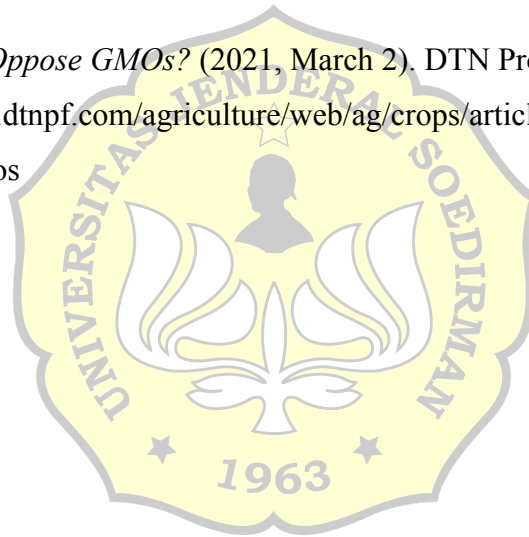 Oppose GMOs? (2021, March 2). DTN Pro
.dtnpf.com/agriculture/web/ag/crops/articl
os
UNIVERSITAS JENDERAL SOEDIRMAN
1963